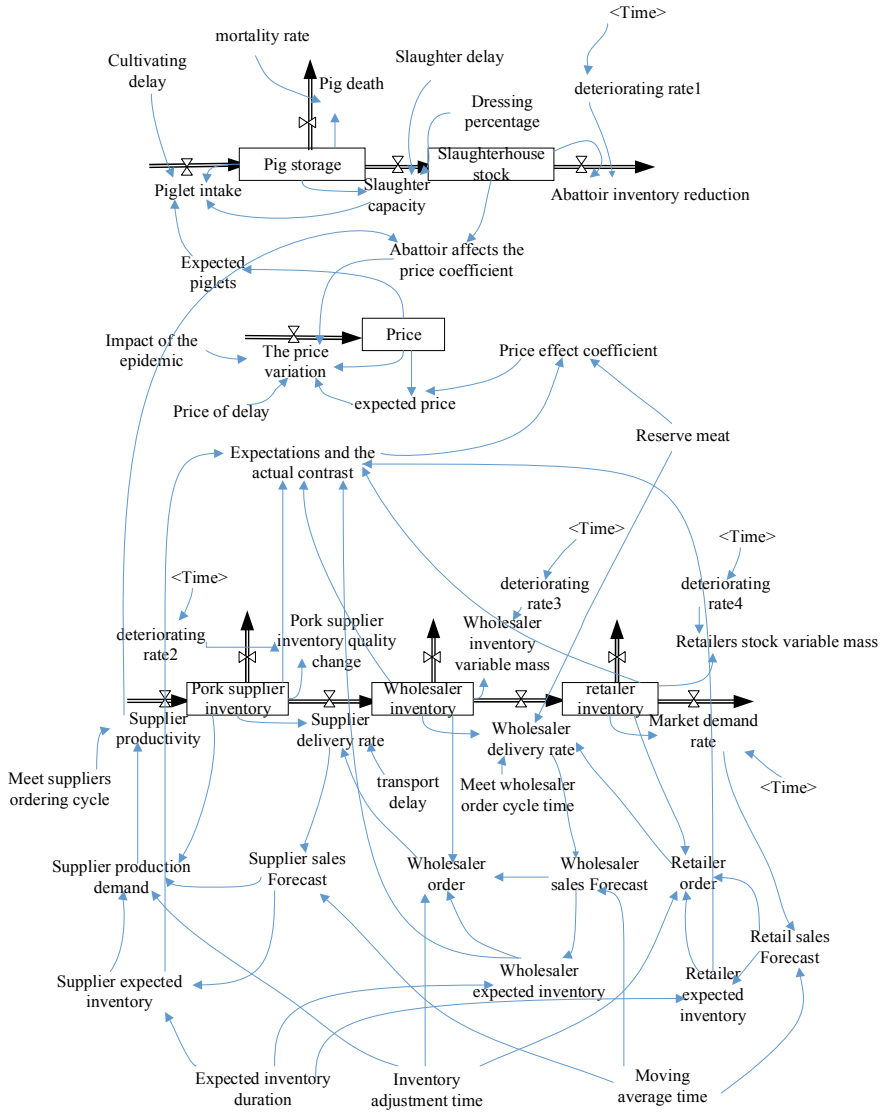 <Time>
mortality rate
Cultivating
delay
Slaughter delay
Pig death
deteriorating rate1
Dressing
percentage
Pig storage
Slaughterhouse
stock
Piglet intake
Slaughter
capacity
Abattoir inventory reduction
Expected
piglets
Abattoir affects the
price coefficient
Price
Impact of the
epidemic
The price
variation
Price effect coefficient
Price of delay
expected price
Reserve meat
Expectations and the
actual contrast
<Time>
<Time>
<Time>
deteriorating
rate3
deteriorating
rate4
deteriorating
rate2
Pork supplier
inventory quality
change
Wholesaler
inventory
variable mass
Retailers stock variable mass
Pork supplier
inventory
Wholesaler
inventory
retailer
inventory
Supplier
productivity
Supplier
delivery rate
Wholesaler
delivery rate
Market demand
rate
Meet suppliers
ordering cycle
transport
delay
Meet wholesaler
order cycle time
<Time>
Supplier production
demand
Supplier sales
Forecast
Wholesaler
order
Wholesaler
sales Forecast
Retailer
order
Retail sales
Forecast
Supplier expected
inventory
Wholesaler
expected inventory
Retailer
expected
inventory
Expected inventory
duration
Inventory
adjustment time
Moving
average time